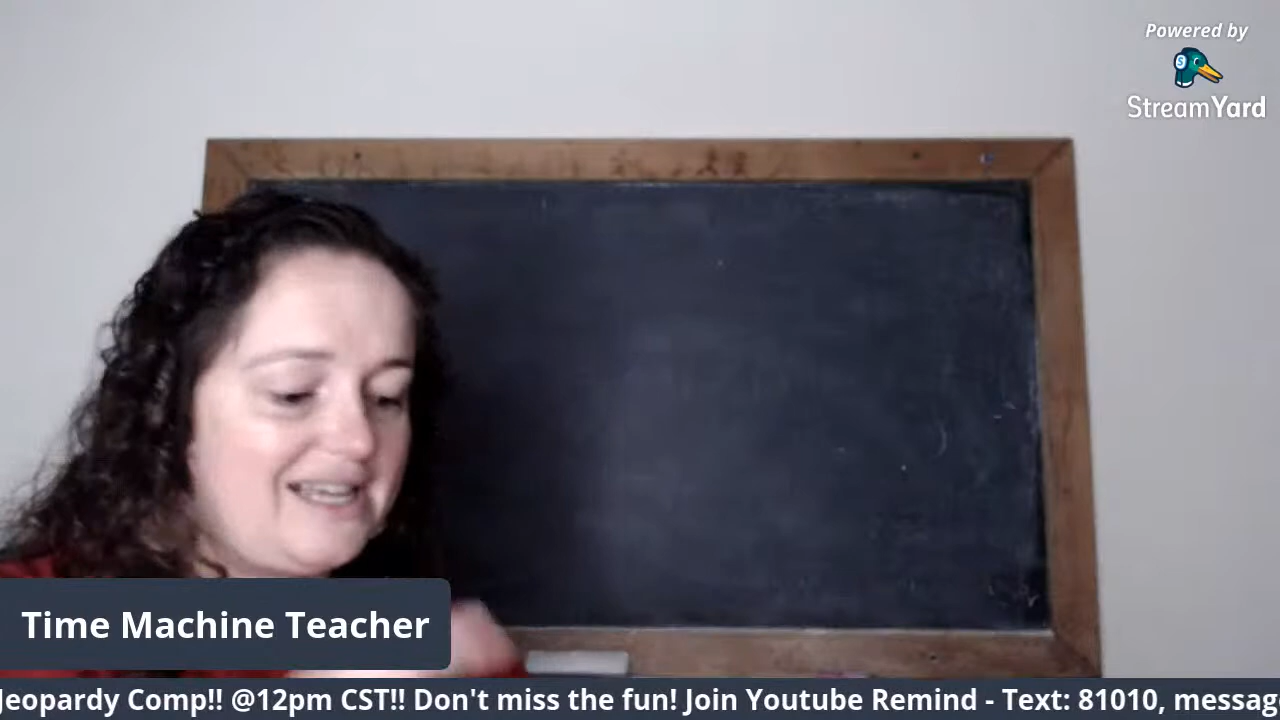 Powered by
StreamYard
Time Machine Teacher
Jeopardy Comp!! @12pm CST!! Don't miss the fun! Join Youtube Remind - Text: 81010, messag